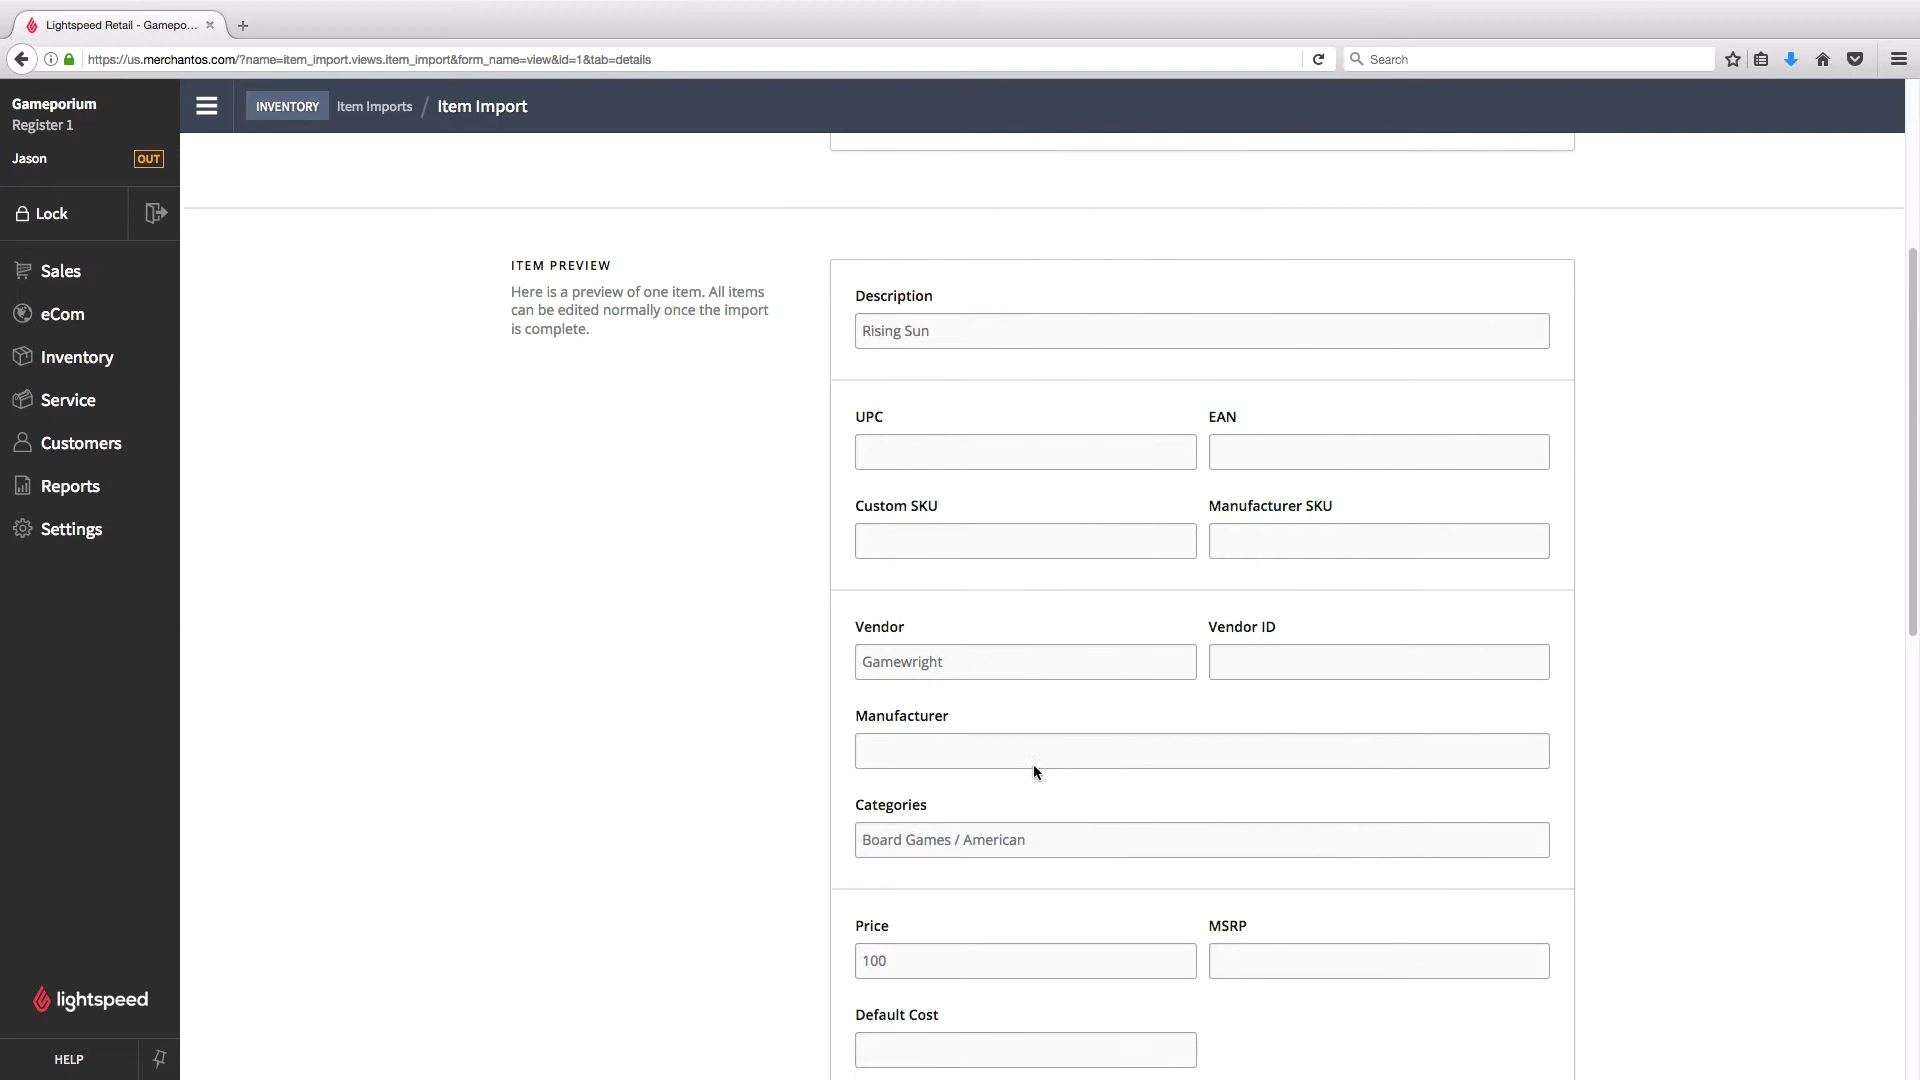 Lightspeed Retail - Gamepo...
https://us.merchantos.com/?name=item_import.views.item_import&form_name=view&id=1&tab=details
Search
Gameporium
Register 1
Jason
OUT
Lock
Sales
eCom
Inventory
Service
Customers
Reports
Settings
lightspeed
HELP
INVENTORY
Item Imports / Item Import
ITEM PREVIEW
Here is a preview of one item. All items
can be edited normally once the import
is complete.
Description
Rising Sun
UPC
EAN
Custom SKU
Manufacturer SKU
Vendor
Vendor ID
Gamewright
Manufacturer
Categories
Board Games / American
Price
MSRP
100
Default Cost